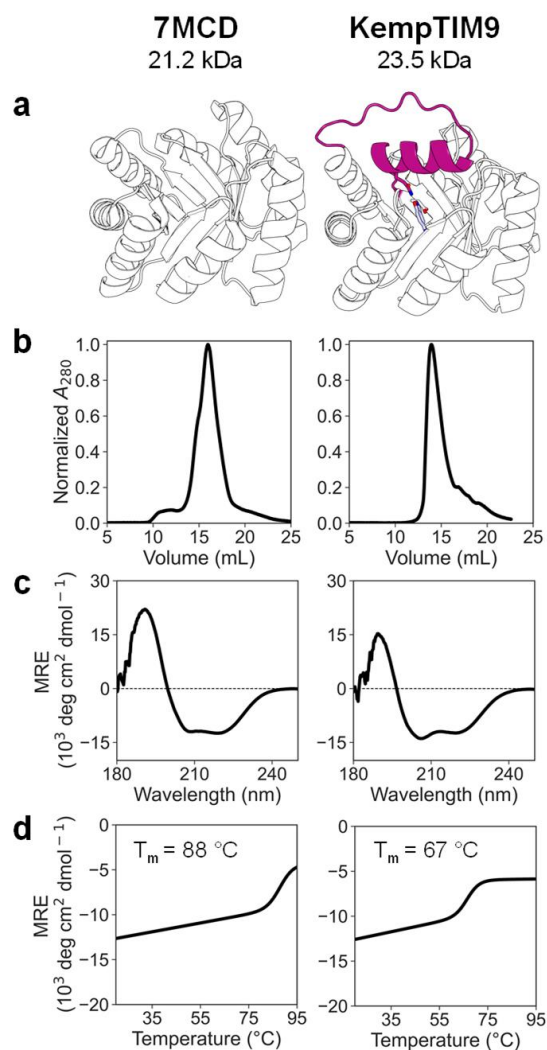 7MCD KempTIM9
21.2 kDa 23.5 kDa
a
b
Normalized A280
1.0 1.0
0.8 0.8
0.6 0.6
0.4 0.4
0.2 0.2
0.0 0.0
5 10 15 20 25 5 10 15 20 25
Volume (mL) Volume (mL)
c
MRE
(10³ deg cm² dmol⁻¹)
30 30
15 15
0 0
−15 −15
180 210 240 180 210 240
Wavelength (nm) Wavelength (nm)
d
MRE
(10³ deg cm² dmol⁻¹)
0 0
Tm = 88 °C Tm = 67 °C
−5 −5
−10 −10
−15 −15
−20 −20
35 55 75 95 35 55 75 95
Temperature (°C) Temperature (°C)